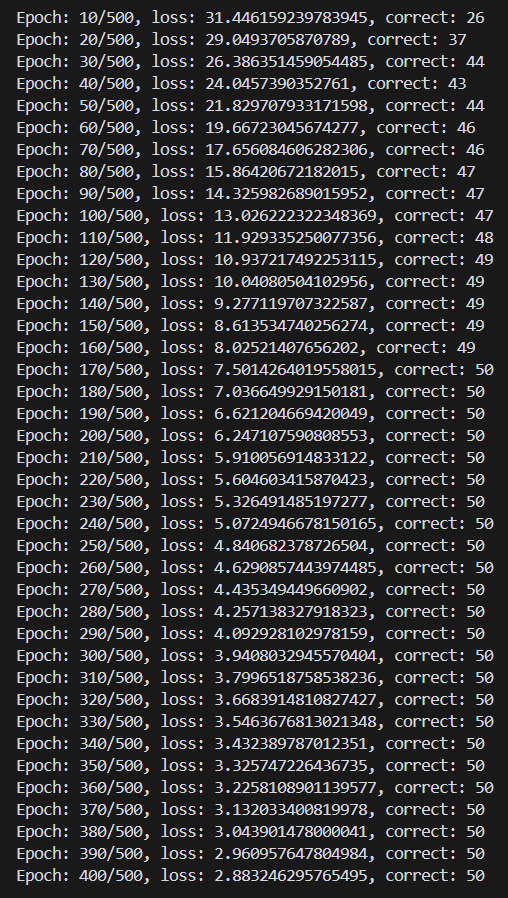 Epoch: 10/500, loss: 31.446159239783945, correct: 26
Epoch: 20/500, loss: 29.0493705870789, correct: 37
Epoch: 30/500, loss: 26.386351459054485, correct: 44
Epoch: 40/500, loss: 24.0457390352761, correct: 43
Epoch: 50/500, loss: 21.829707933171598, correct: 44
Epoch: 60/500, loss: 19.66723045674277, correct: 46
Epoch: 70/500, loss: 17.656084606282306, correct: 46
Epoch: 80/500, loss: 15.86420672182015, correct: 47
Epoch: 90/500, loss: 14.325982689015952, correct: 47
Epoch: 100/500, loss: 13.026222322348369, correct: 47
Epoch: 110/500, loss: 11.929335250077356, correct: 48
Epoch: 120/500, loss: 10.937217492253115, correct: 49
Epoch: 130/500, loss: 10.04080504102956, correct: 49
Epoch: 140/500, loss: 9.277119707322587, correct: 49
Epoch: 150/500, loss: 8.613534740256274, correct: 49
Epoch: 160/500, loss: 8.02521407656202, correct: 49
Epoch: 170/500, loss: 7.5014264019558015, correct: 50
Epoch: 180/500, loss: 7.036649929150181, correct: 50
Epoch: 190/500, loss: 6.621204669420049, correct: 50
Epoch: 200/500, loss: 6.247107590808553, correct: 50
Epoch: 210/500, loss: 5.910056914833122, correct: 50
Epoch: 220/500, loss: 5.604603415870423, correct: 50
Epoch: 230/500, loss: 5.326491485197277, correct: 50
Epoch: 240/500, loss: 5.0724946678150165, correct: 50
Epoch: 250/500, loss: 4.840682378726504, correct: 50
Epoch: 260/500, loss: 4.6290857443974485, correct: 50
Epoch: 270/500, loss: 4.435349449660902, correct: 50
Epoch: 280/500, loss: 4.257138327918323, correct: 50
Epoch: 290/500, loss: 4.092928102978159, correct: 50
Epoch: 300/500, loss: 3.9408032945570404, correct: 50
Epoch: 310/500, loss: 3.7996518758538236, correct: 50
Epoch: 320/500, loss: 3.6683914810827427, correct: 50
Epoch: 330/500, loss: 3.5463676813021348, correct: 50
Epoch: 340/500, loss: 3.432389787012351, correct: 50
Epoch: 350/500, loss: 3.325747226436735, correct: 50
Epoch: 360/500, loss: 3.2258108901139577, correct: 50
Epoch: 370/500, loss: 3.132033400819978, correct: 50
Epoch: 380/500, loss: 3.043901478000041, correct: 50
Epoch: 390/500, loss: 2.960957647804984, correct: 50
Epoch: 400/500, loss: 2.883246295765495, correct: 50